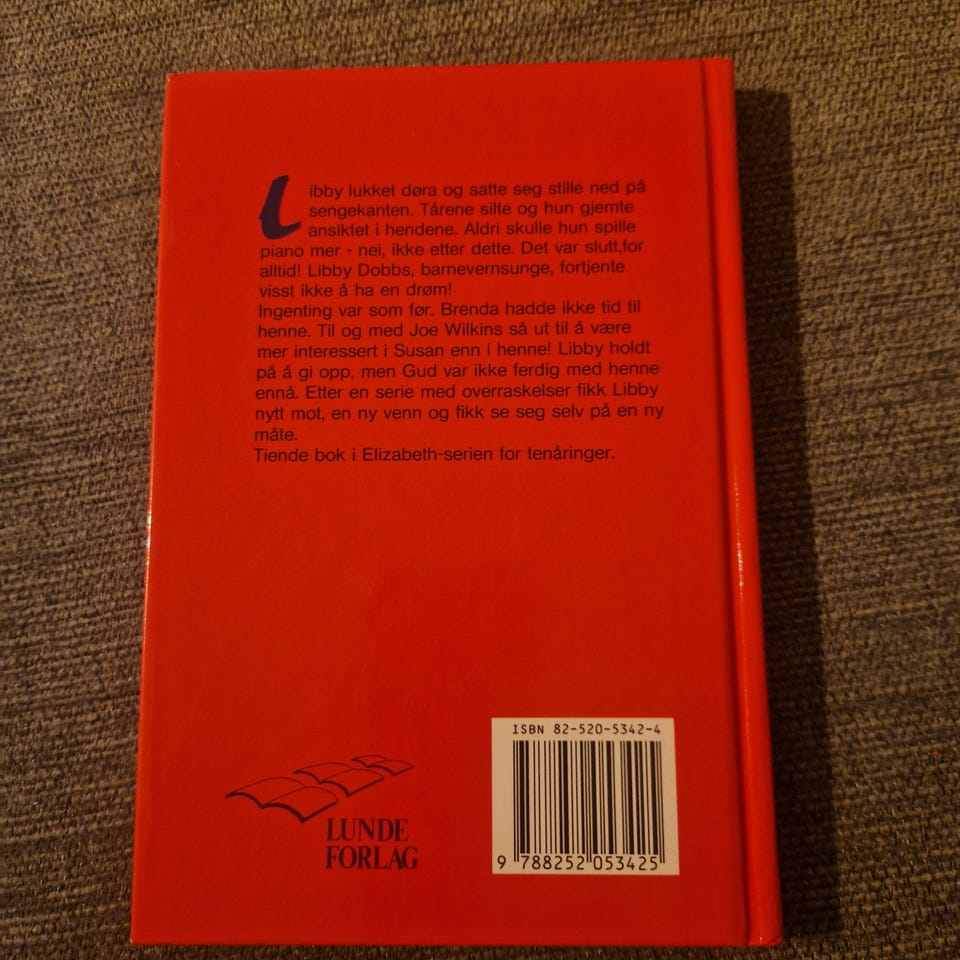 Libby lukket døra og satte seg stille ned på
sengekanten. Tårene silte og hun gjemte
ansiktet i hendene. Aldri skulle hun spille
piano mer - nei, ikke etter dette. Det var slutt,for
alltid! Libby Dobbs, barnevernsunge, fortjente
visst ikke å ha en drøm!
Ingenting var som før. Brenda hadde ikke tid til
henne. Til og med Joe Wilkins så ut til å være
mer interessert i Susan enn i henne! Libby holdt
på å gi opp, men Gud var ikke ferdig med henne
ennå. Etter en serie med overraskelser fikk Libby
nytt mot, en ny venn og fikk se seg selv på en ny
måte.
Tiende bok i Elizabeth-serien for tenåringer.
ISBN 82-520-5342-4
9 788252 053425
LUNDE
FORLAG